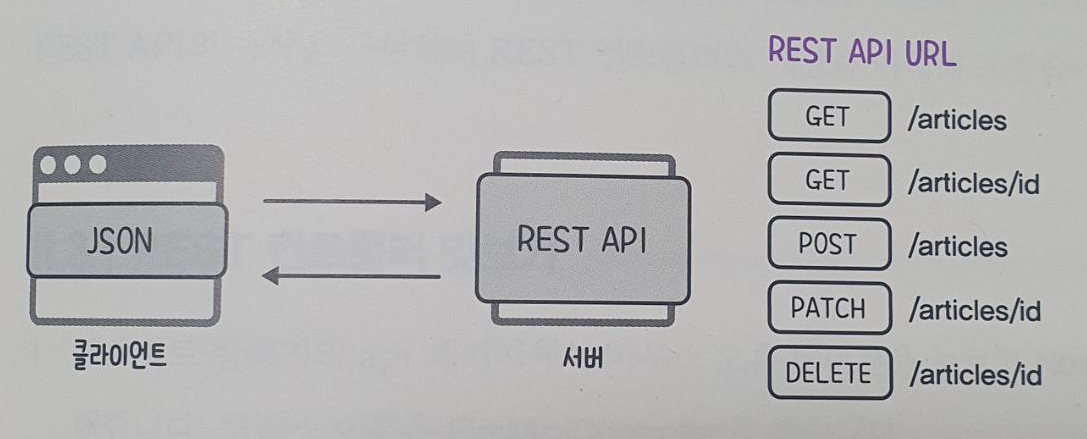 REST API URL
GET /articles
GET /articles/id
POST /articles
PATCH /articles/id
DELETE /articles/id
JSON
클라이언트
REST API
서버